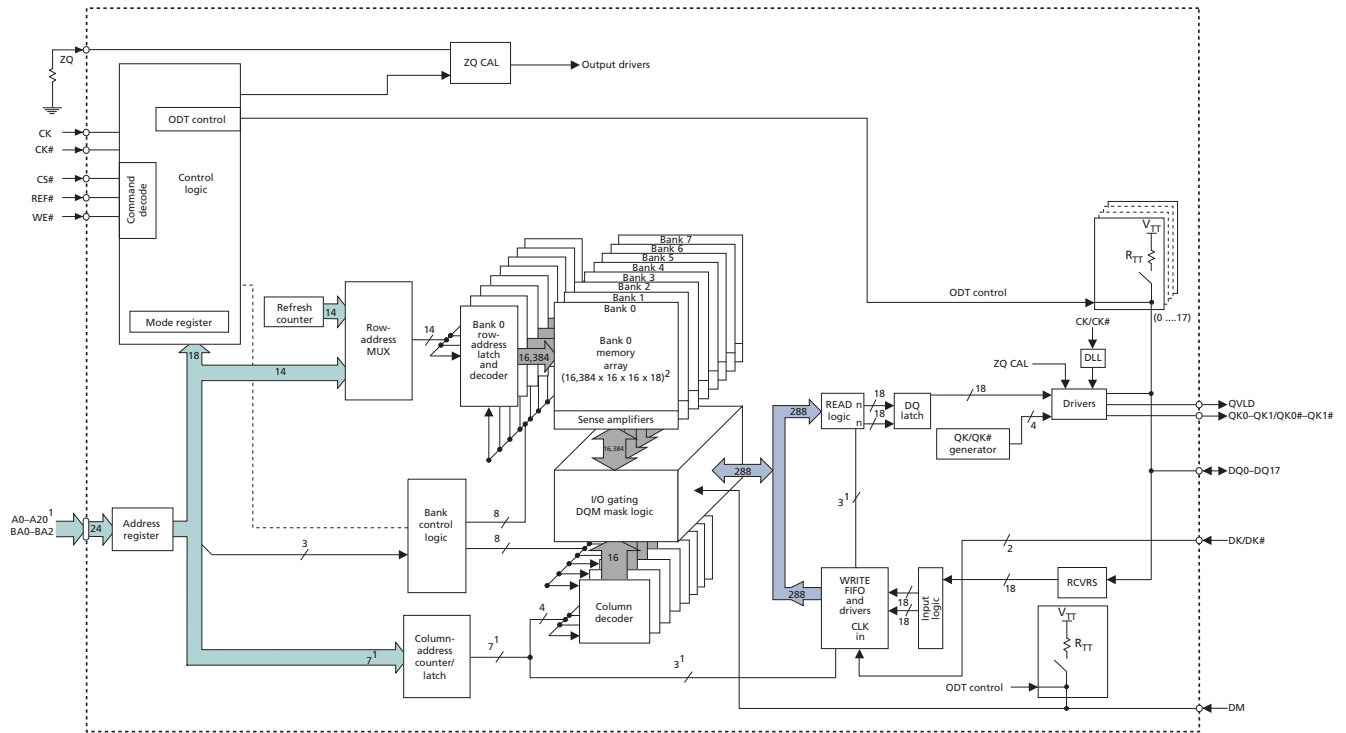 ZQ
ZQ CAL
Output drivers
ODT control
CK
CK#
CS#
REF#
WE#
Command
decode
Control
logic
Mode register
18
Refresh
counter
14
14
Row-
address
MUX
14
Bank 0
row-
address
latch
and
decoder
16,384
Bank 7
Bank 6
Bank 5
Bank 4
Bank 3
Bank 2
Bank 1
Bank 0
Bank 0
memory
array
(16,384 x 16 x 16 x 18)2
Sense amplifiers
16,384
I/O gating
DQM mask logic
16
Column
decoder
A0–A201
BA0–BA2
24
Address
register
3
Bank
control
logic
8
8
71
Column-
address
counter/
latch
71
4
31
288
288
288
READ n
logic
n
18
18
DQ
latch
18
31
WRITE
FIFO
and
drivers
CLK
in
18
18
Input
logic
18
RCVRS
2
QK/QK#
generator
4
ZQ CAL
CK/CK#
DLL
Drivers
ODT control
VTT
RTT
(0 ....17)
QVLD
QK0–QK1/QK0#–QK1#
DQ0–DQ17
DK/DK#
VTT
RTT
ODT control
DM